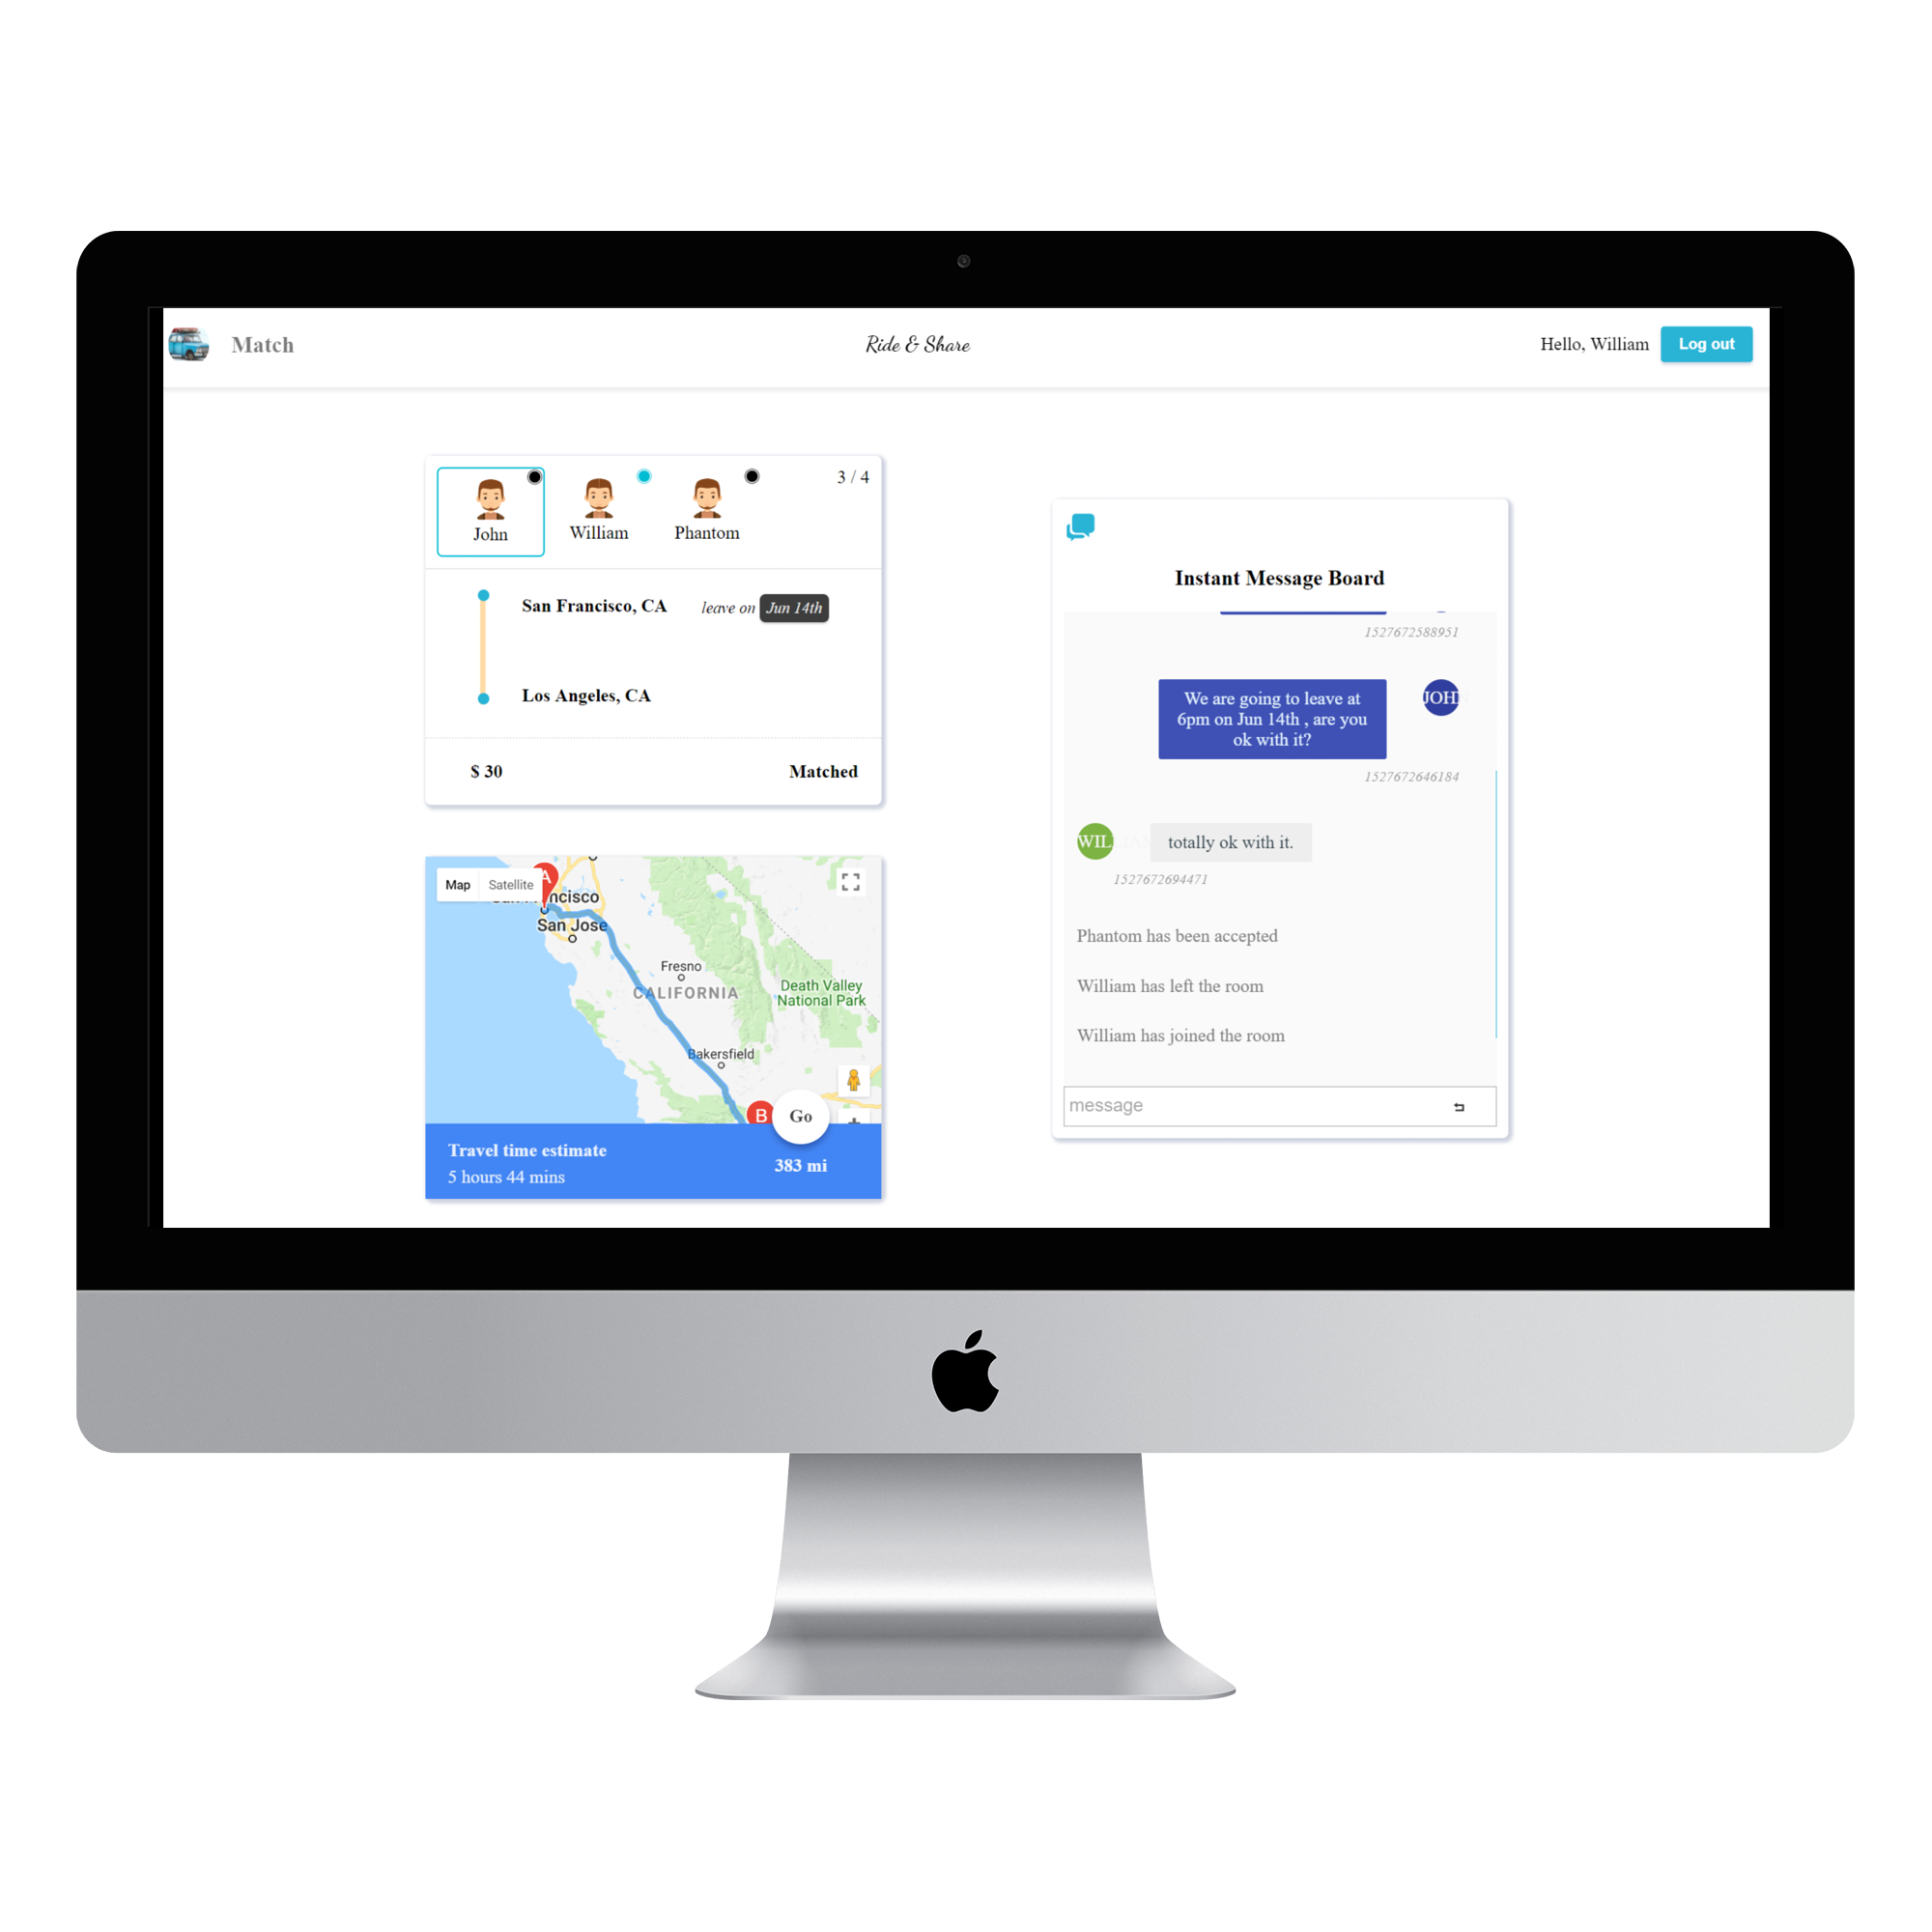 Match
Ride & Share
Hello, William
Log out
John
William
Phantom
3 / 4
San Francisco, CA
leave on Jun 14th
Los Angeles, CA
$ 30
Matched
Map
Satellite
A
ncisco
San Jose
Fresno
CALIFORNIA
Death Valley
National Park
Bakersfield
B
Go
Travel time estimate
5 hours 44 mins
383 mi
Instant Message Board
1527672588951
We are going to leave at
6pm on Jun 14th , are you
ok with it?
JOH
1527672646184
WIL
totally ok with it.
1527672694471
Phantom has been accepted
William has left the room
William has joined the room
message